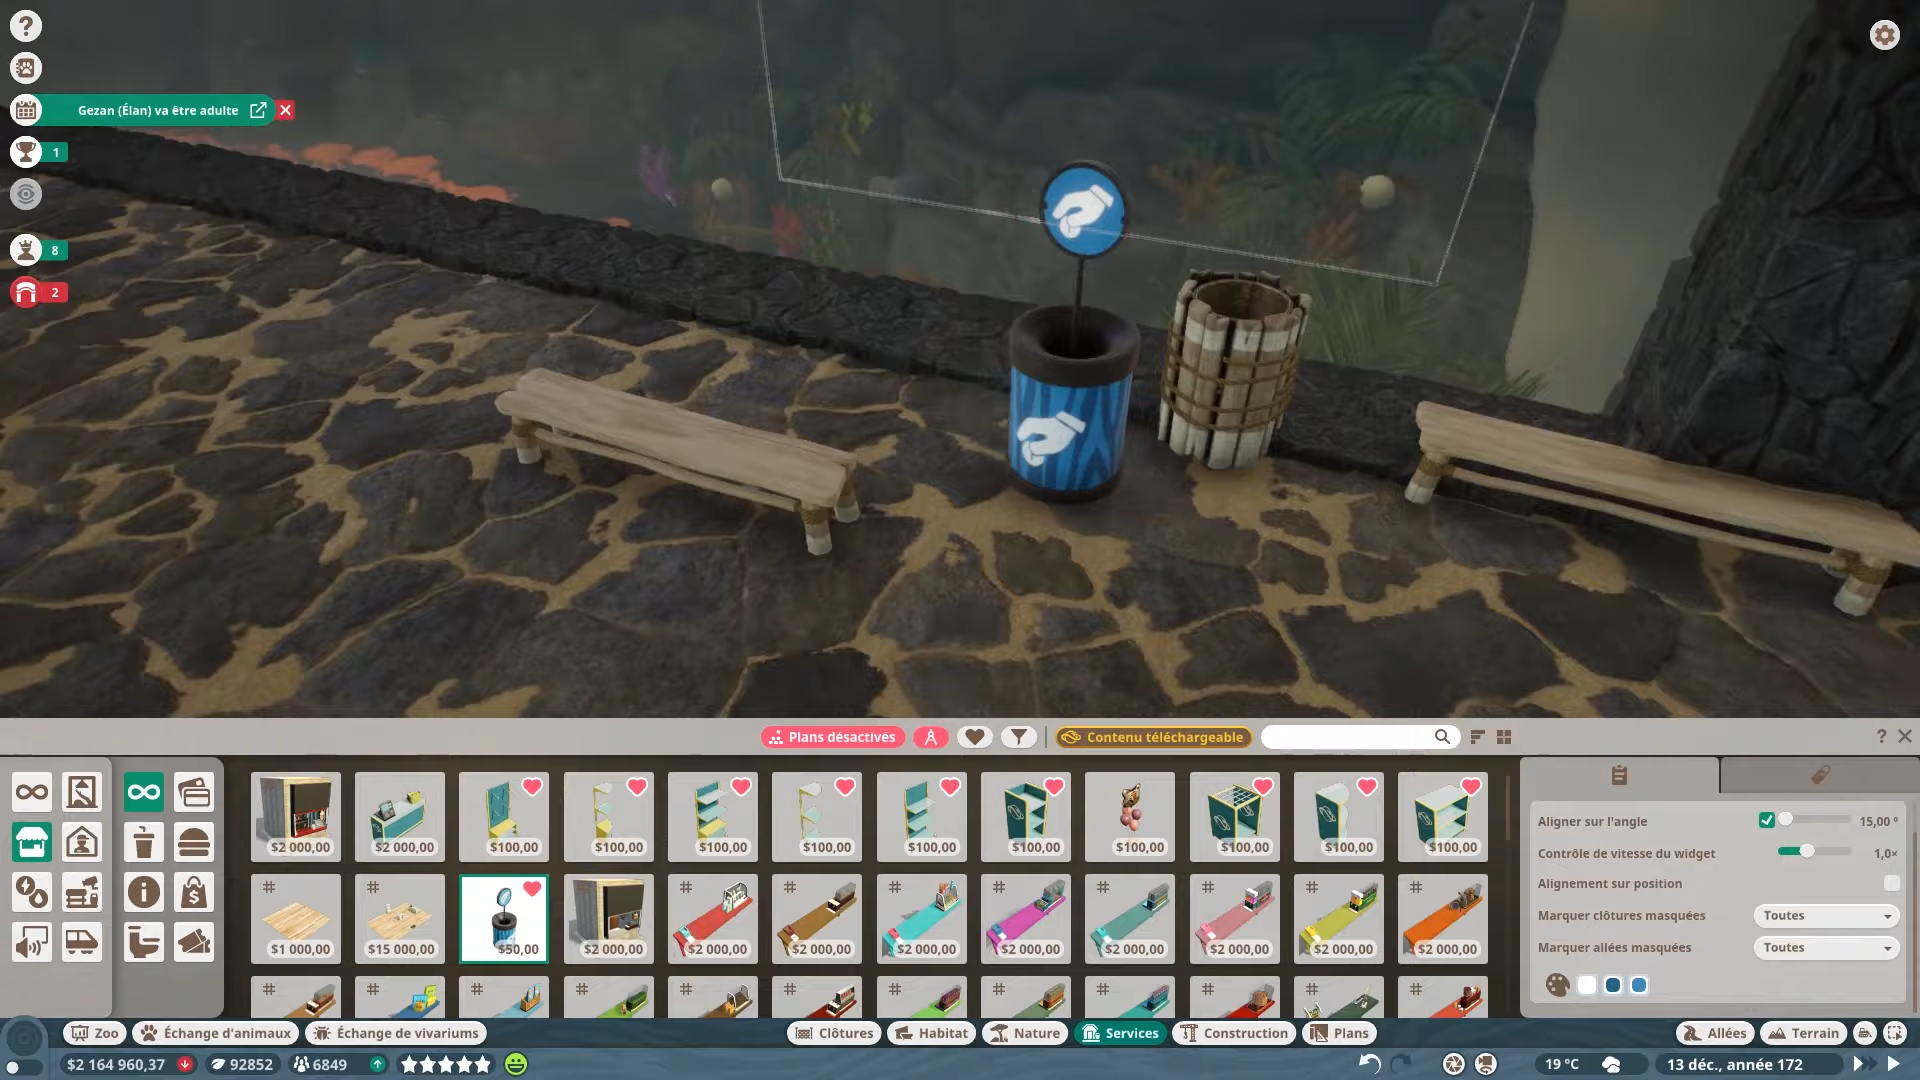 ?
Gezan (Élan) va être adulte
1
8
2
Plans désactivés
Contenu téléchargeable
?
$2 000,00
$2 000,00
$100,00
$100,00
$100,00
$100,00
$100,00
$100,00
$100,00
$100,00
$100,00
$100,00
$1 000,00
$15 000,00
$50,00
$2 000,00
$2 000,00
$2 000,00
$2 000,00
$2 000,00
$2 000,00
$2 000,00
$2 000,00
$2 000,00
Aligner sur l'angle 15,00 °
Contrôle de vitesse du widget 1,0×
Alignement sur position
Marquer clôtures masquées Toutes
Marquer allées masquées Toutes
Zoo
Échange d'animaux
Échange de vivariums
Clôtures
Habitat
Nature
Services
Construction
Plans
Allées
Terrain
$2 164 960,37
92852
6849
19 °C
13 déc., année 172